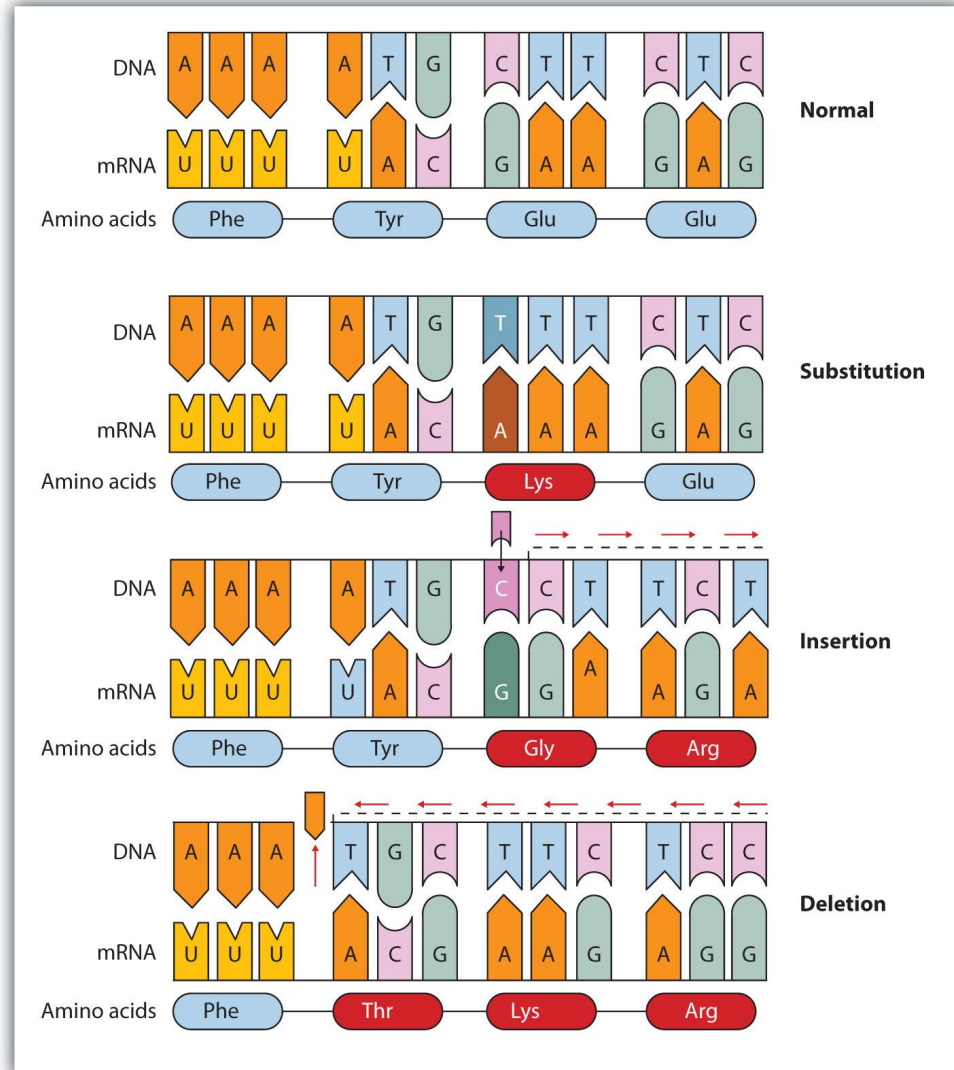 DNA A A A A T G C T T C T C
Normal
mRNA U U U U A C G A A G A G
Amino acids Phe Tyr Glu Glu
DNA A A A A T G T T T C T C
Substitution
mRNA U U U U A C A A A G A G
Amino acids Phe Tyr Lys Glu
DNA A A A A T G C C T T C T
Insertion
mRNA U U U U A C G G A A G A
Amino acids Phe Tyr Gly Arg
DNA A A A T G C T T C T C C
Deletion
mRNA U U U A C G A A G A G G
Amino acids Phe Thr Lys Arg